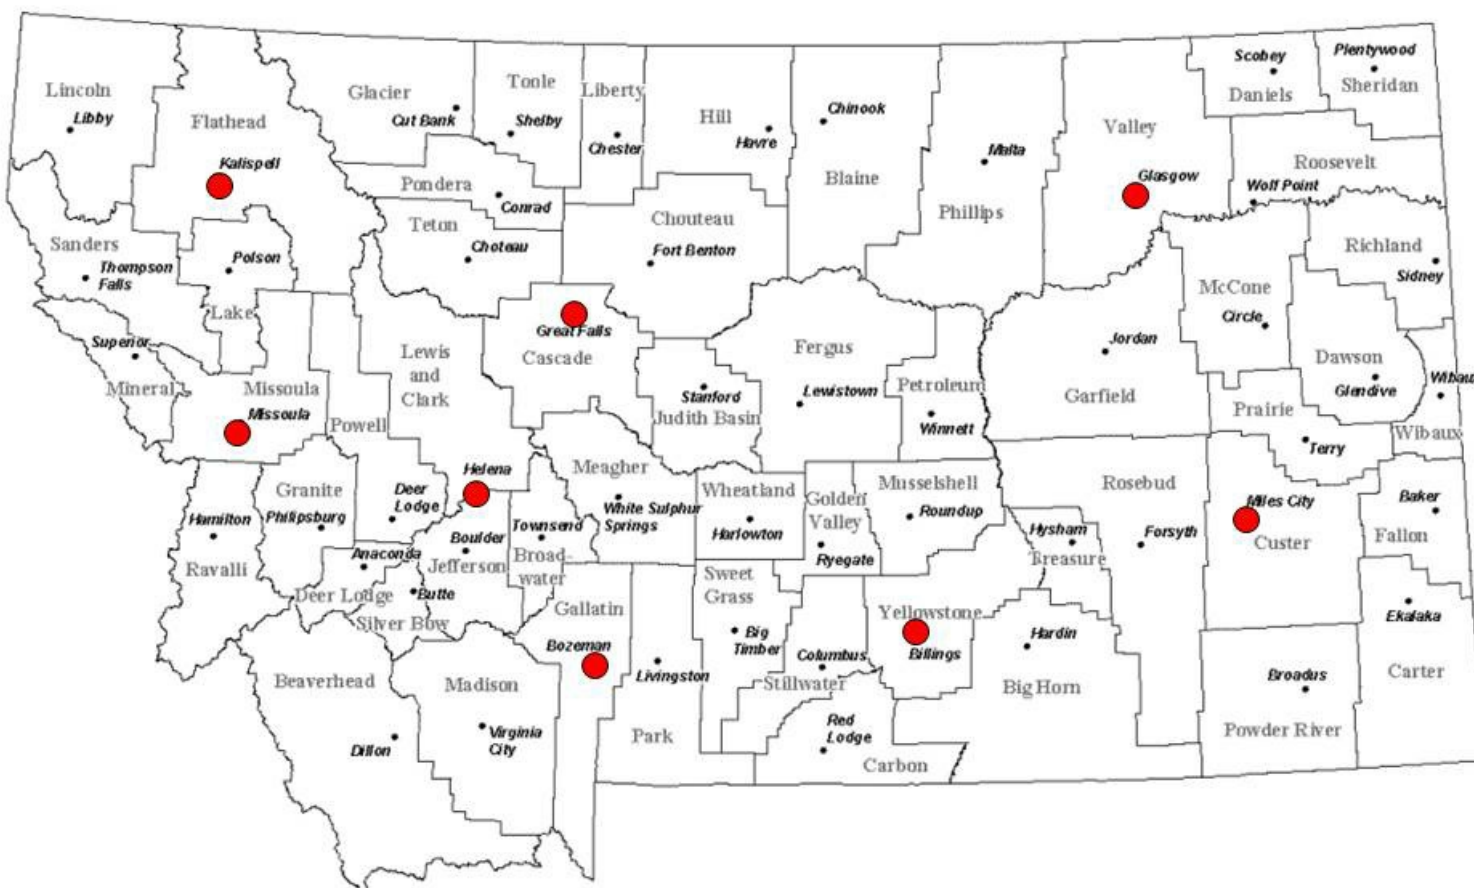 Lincoln
Libby
Flathead
Kalispell
Glacier
Cut Bank
Toole
Shelby
Liberty
Chester
Hill
Havre
Chinook
Blaine
Malta
Phillips
Valley
Glasgow
Scobey
Daniels
Plentywood
Sheridan
Roosevelt
Wolf Point
Pondera
Conrad
Teton
Choteau
Chouteau
Fort Benton
Sanders
Thompson
Falls
Polson
Lake
Richland
Sidney
McCone
Circle
Great Falls
Cascade
Superior
Mineral
Missoula
Missoula
Powell
Lewis
and
Clark
Fergus
Lewistown
Stanford
Judith Basin
Petroleum
Winnett
Jordan
Garfield
Dawson
Glendive
Wibaux
Wibaux
Prairie
Terry
Helena
Meagher
White Sulphur
Springs
Wheatland
Harlowton
Golden
Valley
Ryegate
Musselshell
Roundup
Rosebud
Forsyth
Hysham
Treasure
Miles City
Custer
Baker
Fallon
Granite
Philipsburg
Deer
Lodge
Hamilton
Ravalli
Anaconda
Deer Lodge
Butte
Silver Bow
Boulder
Jefferson
Townsend
Broad-
water
Gallatin
Bozeman
Sweet
Grass
Big
Timber
Livingston
Park
Columbus
Stillwater
Yellowstone
Billings
Hardin
Big Horn
Ekalaka
Carter
Broadus
Powder River
Beaverhead
Dillon
Madison
Virginia
City
Red
Lodge
Carbon